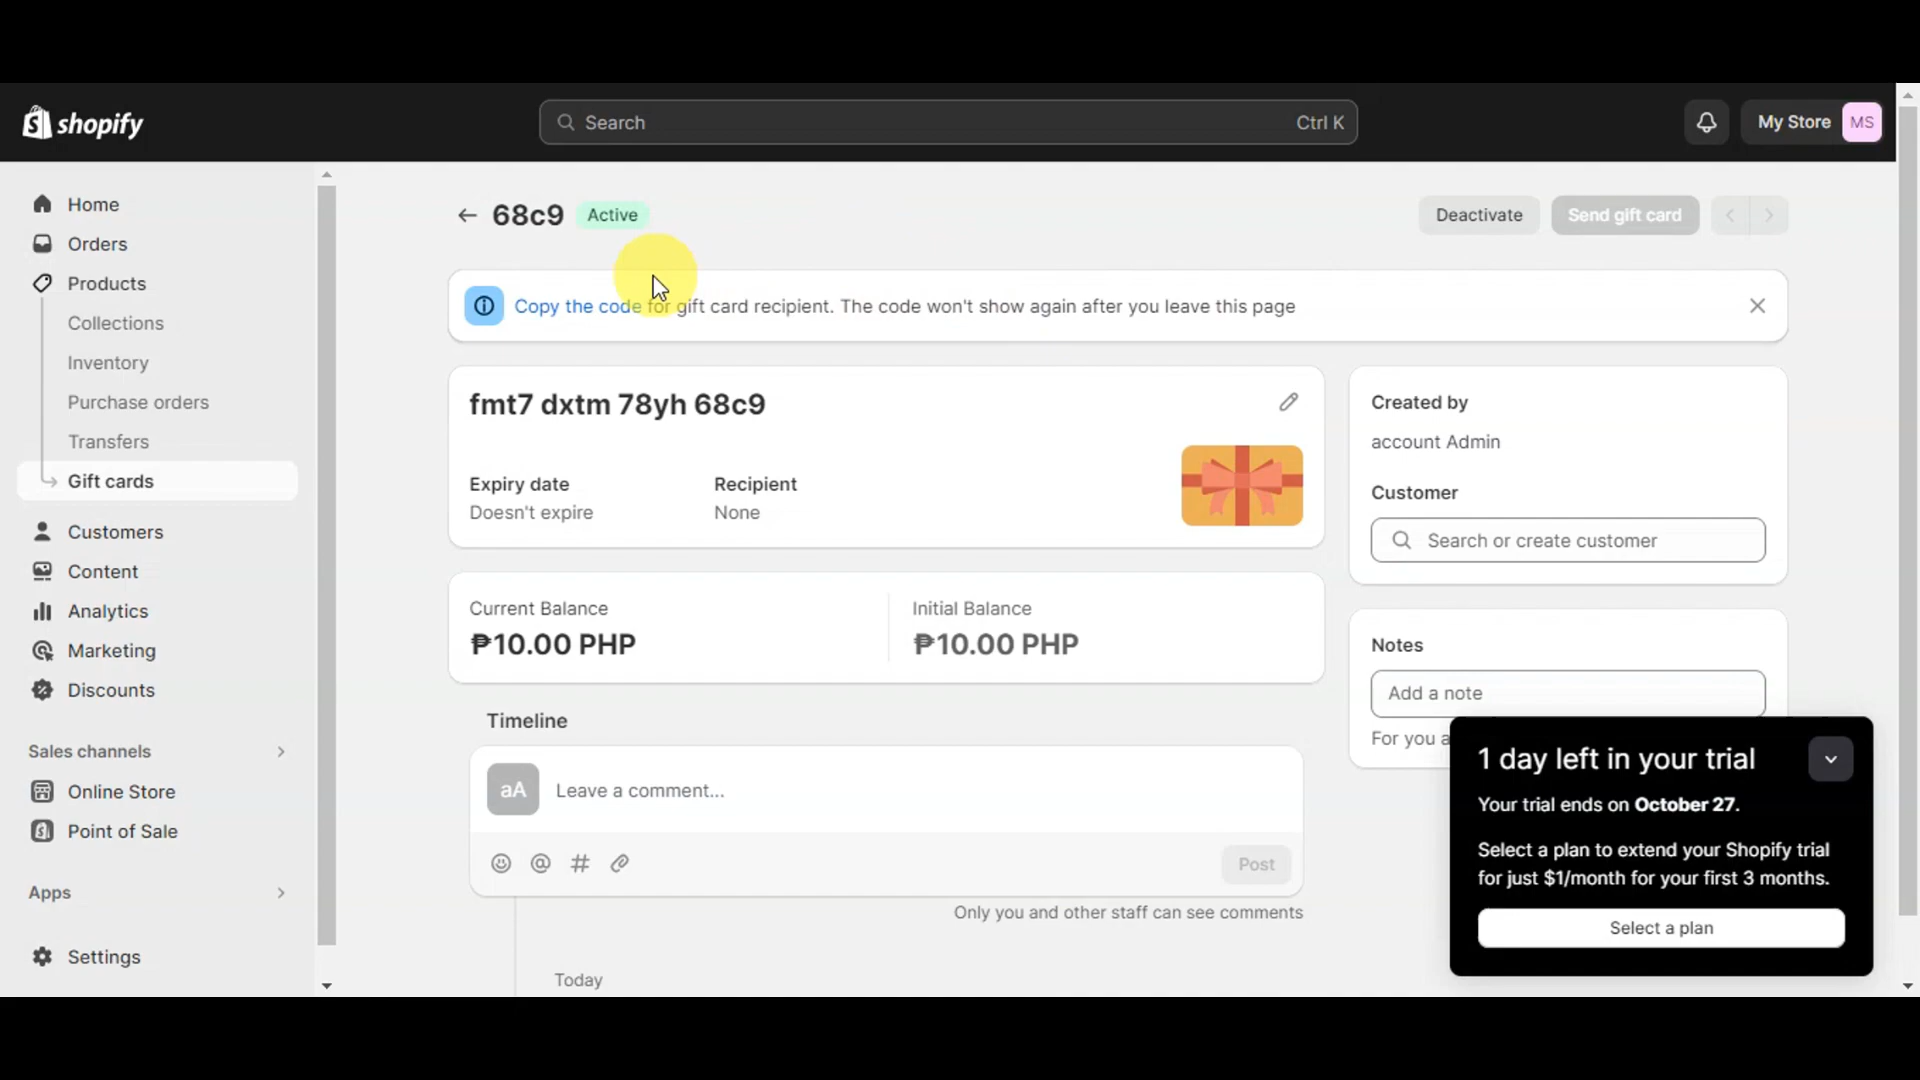 shopify
Search
Ctrl K
My Store
MS
Home
Orders
Products
Collections
Inventory
Purchase orders
Transfers
Gift cards
Customers
Content
Analytics
Marketing
Discounts
Sales channels
Online Store
Point of Sale
Apps
Settings
68c9
Active
Deactivate
Send gift card
Copy the code for gift card recipient. The code won't show again after you leave this page
fmt7 dxtm 78yh 68c9
Expiry date
Doesn't expire
Recipient
None
Current Balance
₱10.00 PHP
Initial Balance
₱10.00 PHP
Timeline
aA
Leave a comment...
Post
Only you and other staff can see comments
Today
Created by
account Admin
Customer
Search or create customer
Notes
Add a note
For you a
1 day left in your trial
Your trial ends on October 27.
Select a plan to extend your Shopify trial
for just $1/month for your first 3 months.
Select a plan